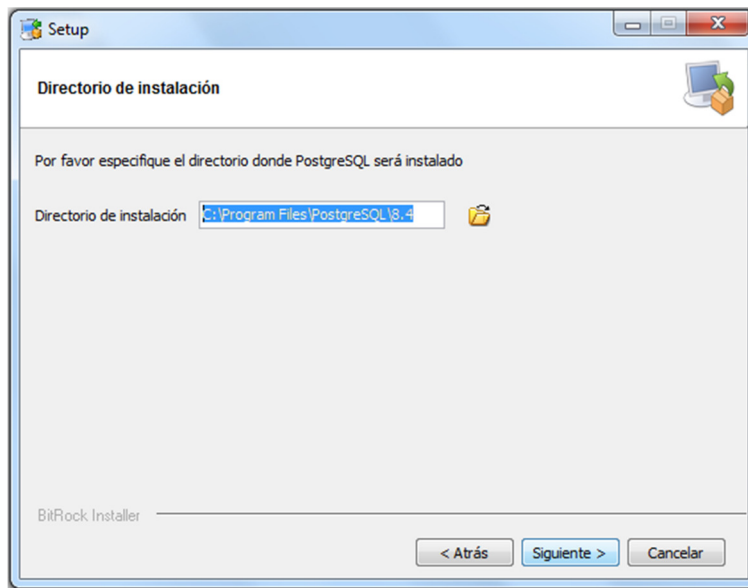 Setup
Directorio de instalación
Por favor especifique el directorio donde PostgreSQL será instalado
Directorio de instalación C:\Program Files\PostgreSQL\8.4
BitRock Installer
< Atrás Siguiente > Cancelar